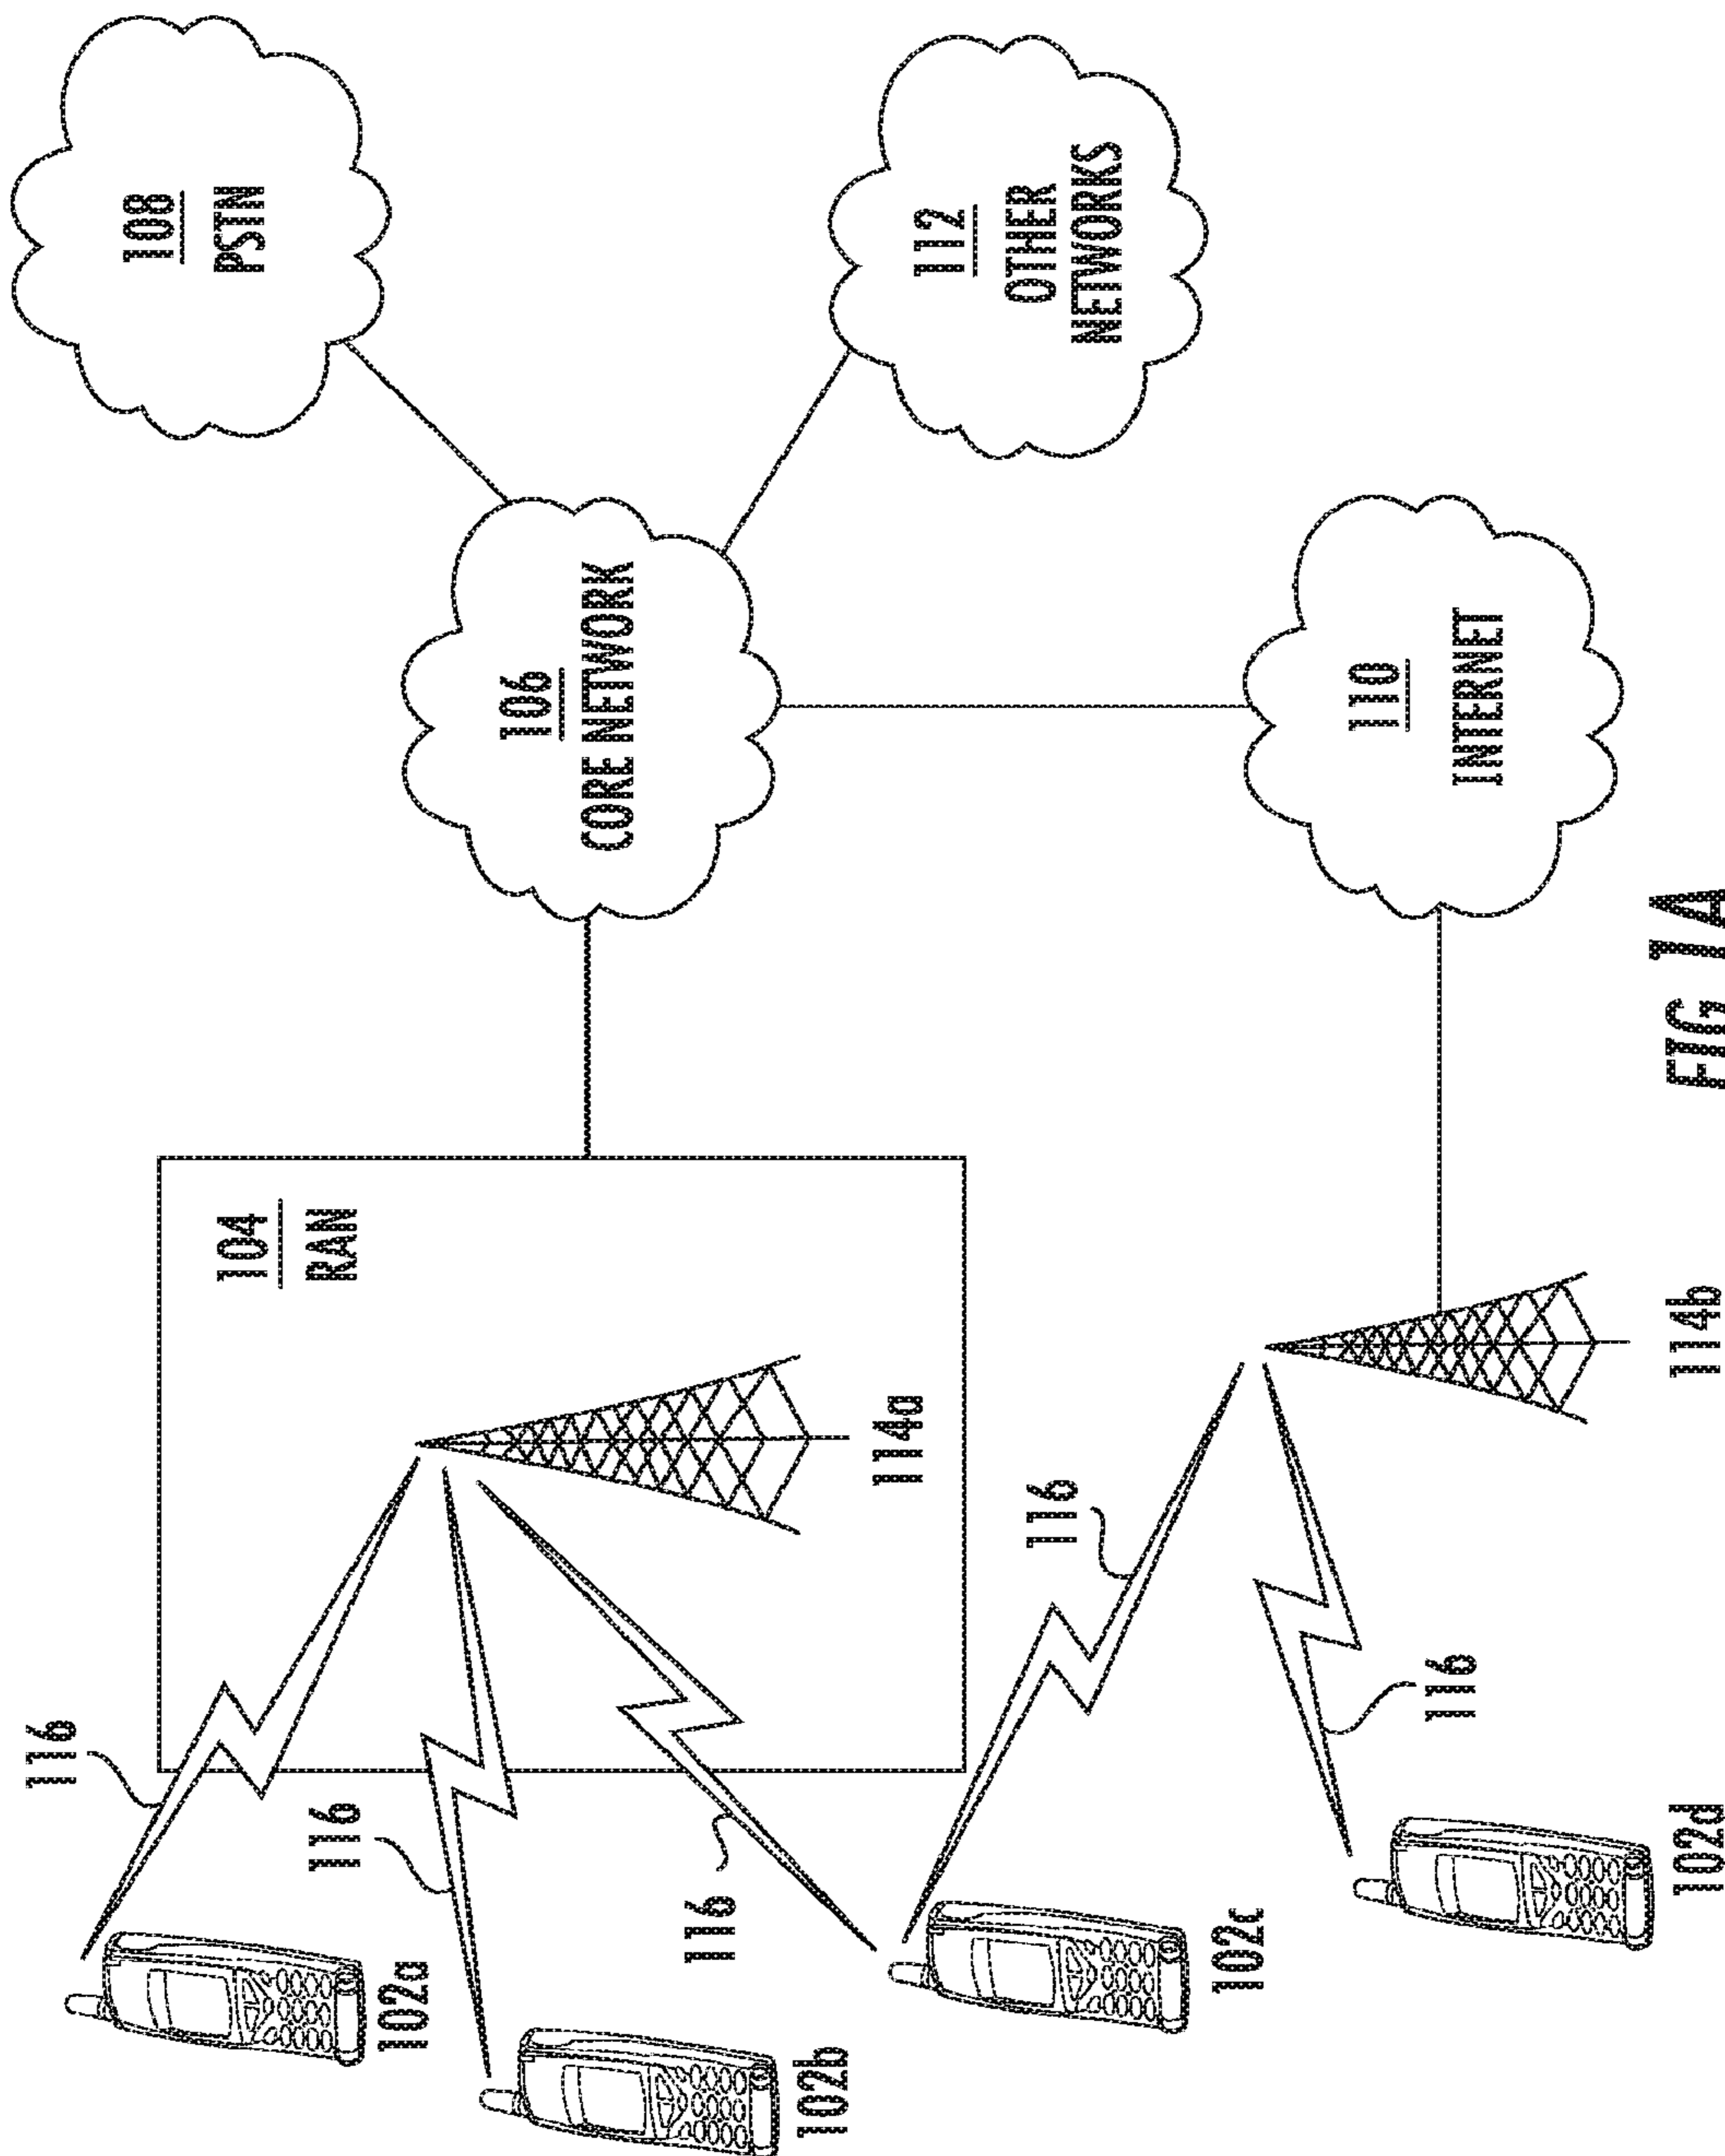 108
PSTN
106
CORE NETWORK
112
OTHER
NETWORKS
104
RAN
110
INTERNET
114a
114b
116
116
116
116
116
102a
102b
102c
102d
FIG 1A